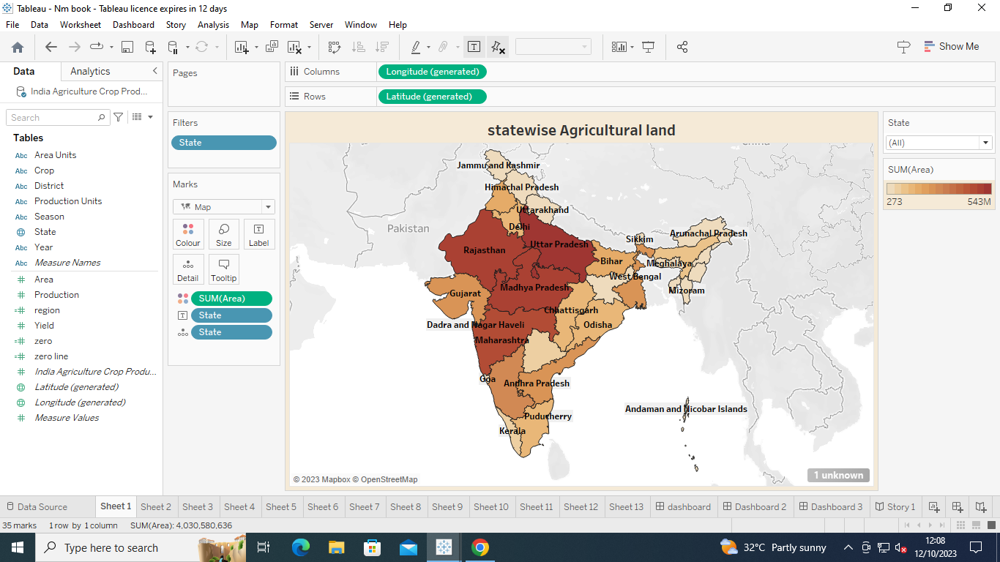 Tableau - Nm book - Tableau licence expires in 12 days
File Data Worksheet Dashboard Story Analysis Map Format Server Window Help
Show Me
Data Analytics
India Agriculture Crop Prod...
Search
Tables
Abc Area Units
Abc Crop
Abc District
Abc Production Units
Abc Season
State
Abc Year
Abc Measure Names
Area
Production
region
Yield
zero
zero line
India Agriculture Crop Produ...
Latitude (generated)
Longitude (generated)
Measure Values
Pages
Filters
State
Marks
Map
Colour Size Label
Detail Tooltip
SUM(Area)
State
State
Columns Longitude (generated)
Rows Latitude (generated)
statewise Agricultural land
Jammu and Kashmir
Himachal Pradesh
Uttarakhand
Pakistan
Delhi
Arunachal Pradesh
Sikkim
Uttar Pradesh
Rajasthan
Bihar
Meghalaya
West Bengal
Madhya Pradesh
Mizoram
Gujarat
Chhattisgarh
Dadra and Nagar Haveli
Odisha
Maharashtra
Goa
Andhra Pradesh
Andaman and Nicobar Islands
Puducherry
Kerala
© 2023 Mapbox © OpenStreetMap
1 unknown
State
(All)
SUM(Area)
273 543M
Data Source Sheet 1 Sheet 2 Sheet 3 Sheet 4 Sheet 5 Sheet 6 Sheet 7 Sheet 8 Sheet 9 Sheet 10 Sheet 11 Sheet 12 Sheet 13 dashboard Dashboard 2 Dashboard 3 Story 1
35 marks 1 row by 1 column SUM(Area): 4,030,580,636
Type here to search
32°C Partly sunny
12:08
12/10/2023